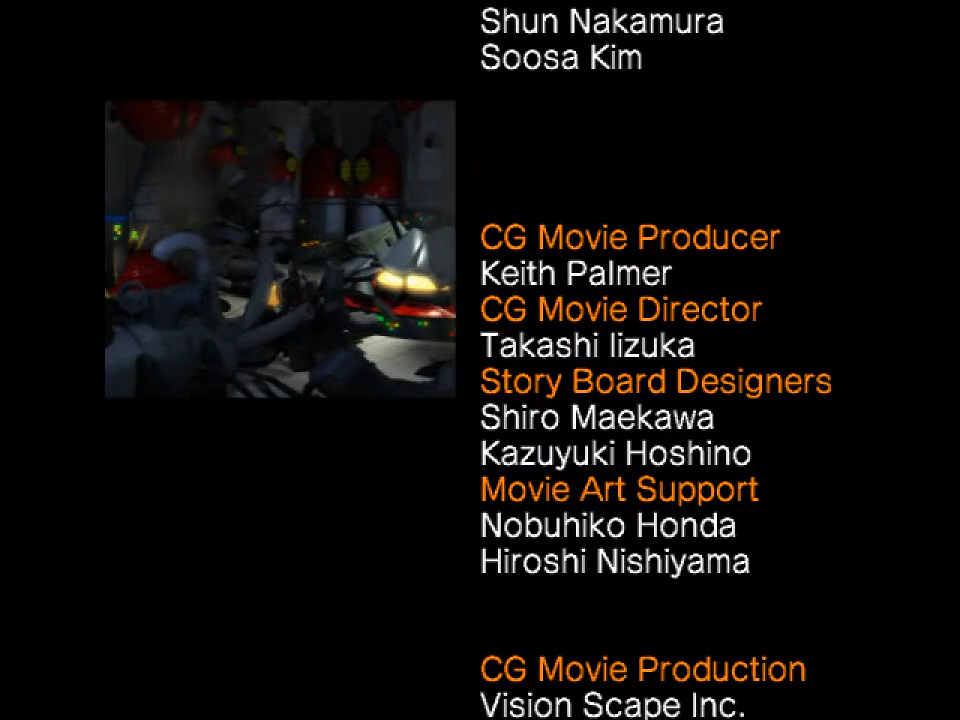 Shun Nakamura
Soosa Kim
CG Movie Producer
Keith Palmer
CG Movie Director
Takashi Iizuka
Story Board Designers
Shiro Maekawa
Kazuyuki Hoshino
Movie Art Support
Nobuhiko Honda
Hiroshi Nishiyama
CG Movie Production
Vision Scape Inc.